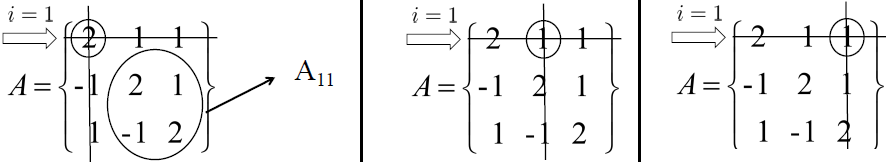 i = 1
2 1 1
A = { -1 2 1 }
1 -1 2
A11
i = 1
2 1 1
A = { -1 2 1 }
1 -1 2
i = 1
2 1 1
A = { -1 2 1 }
1 -1 2